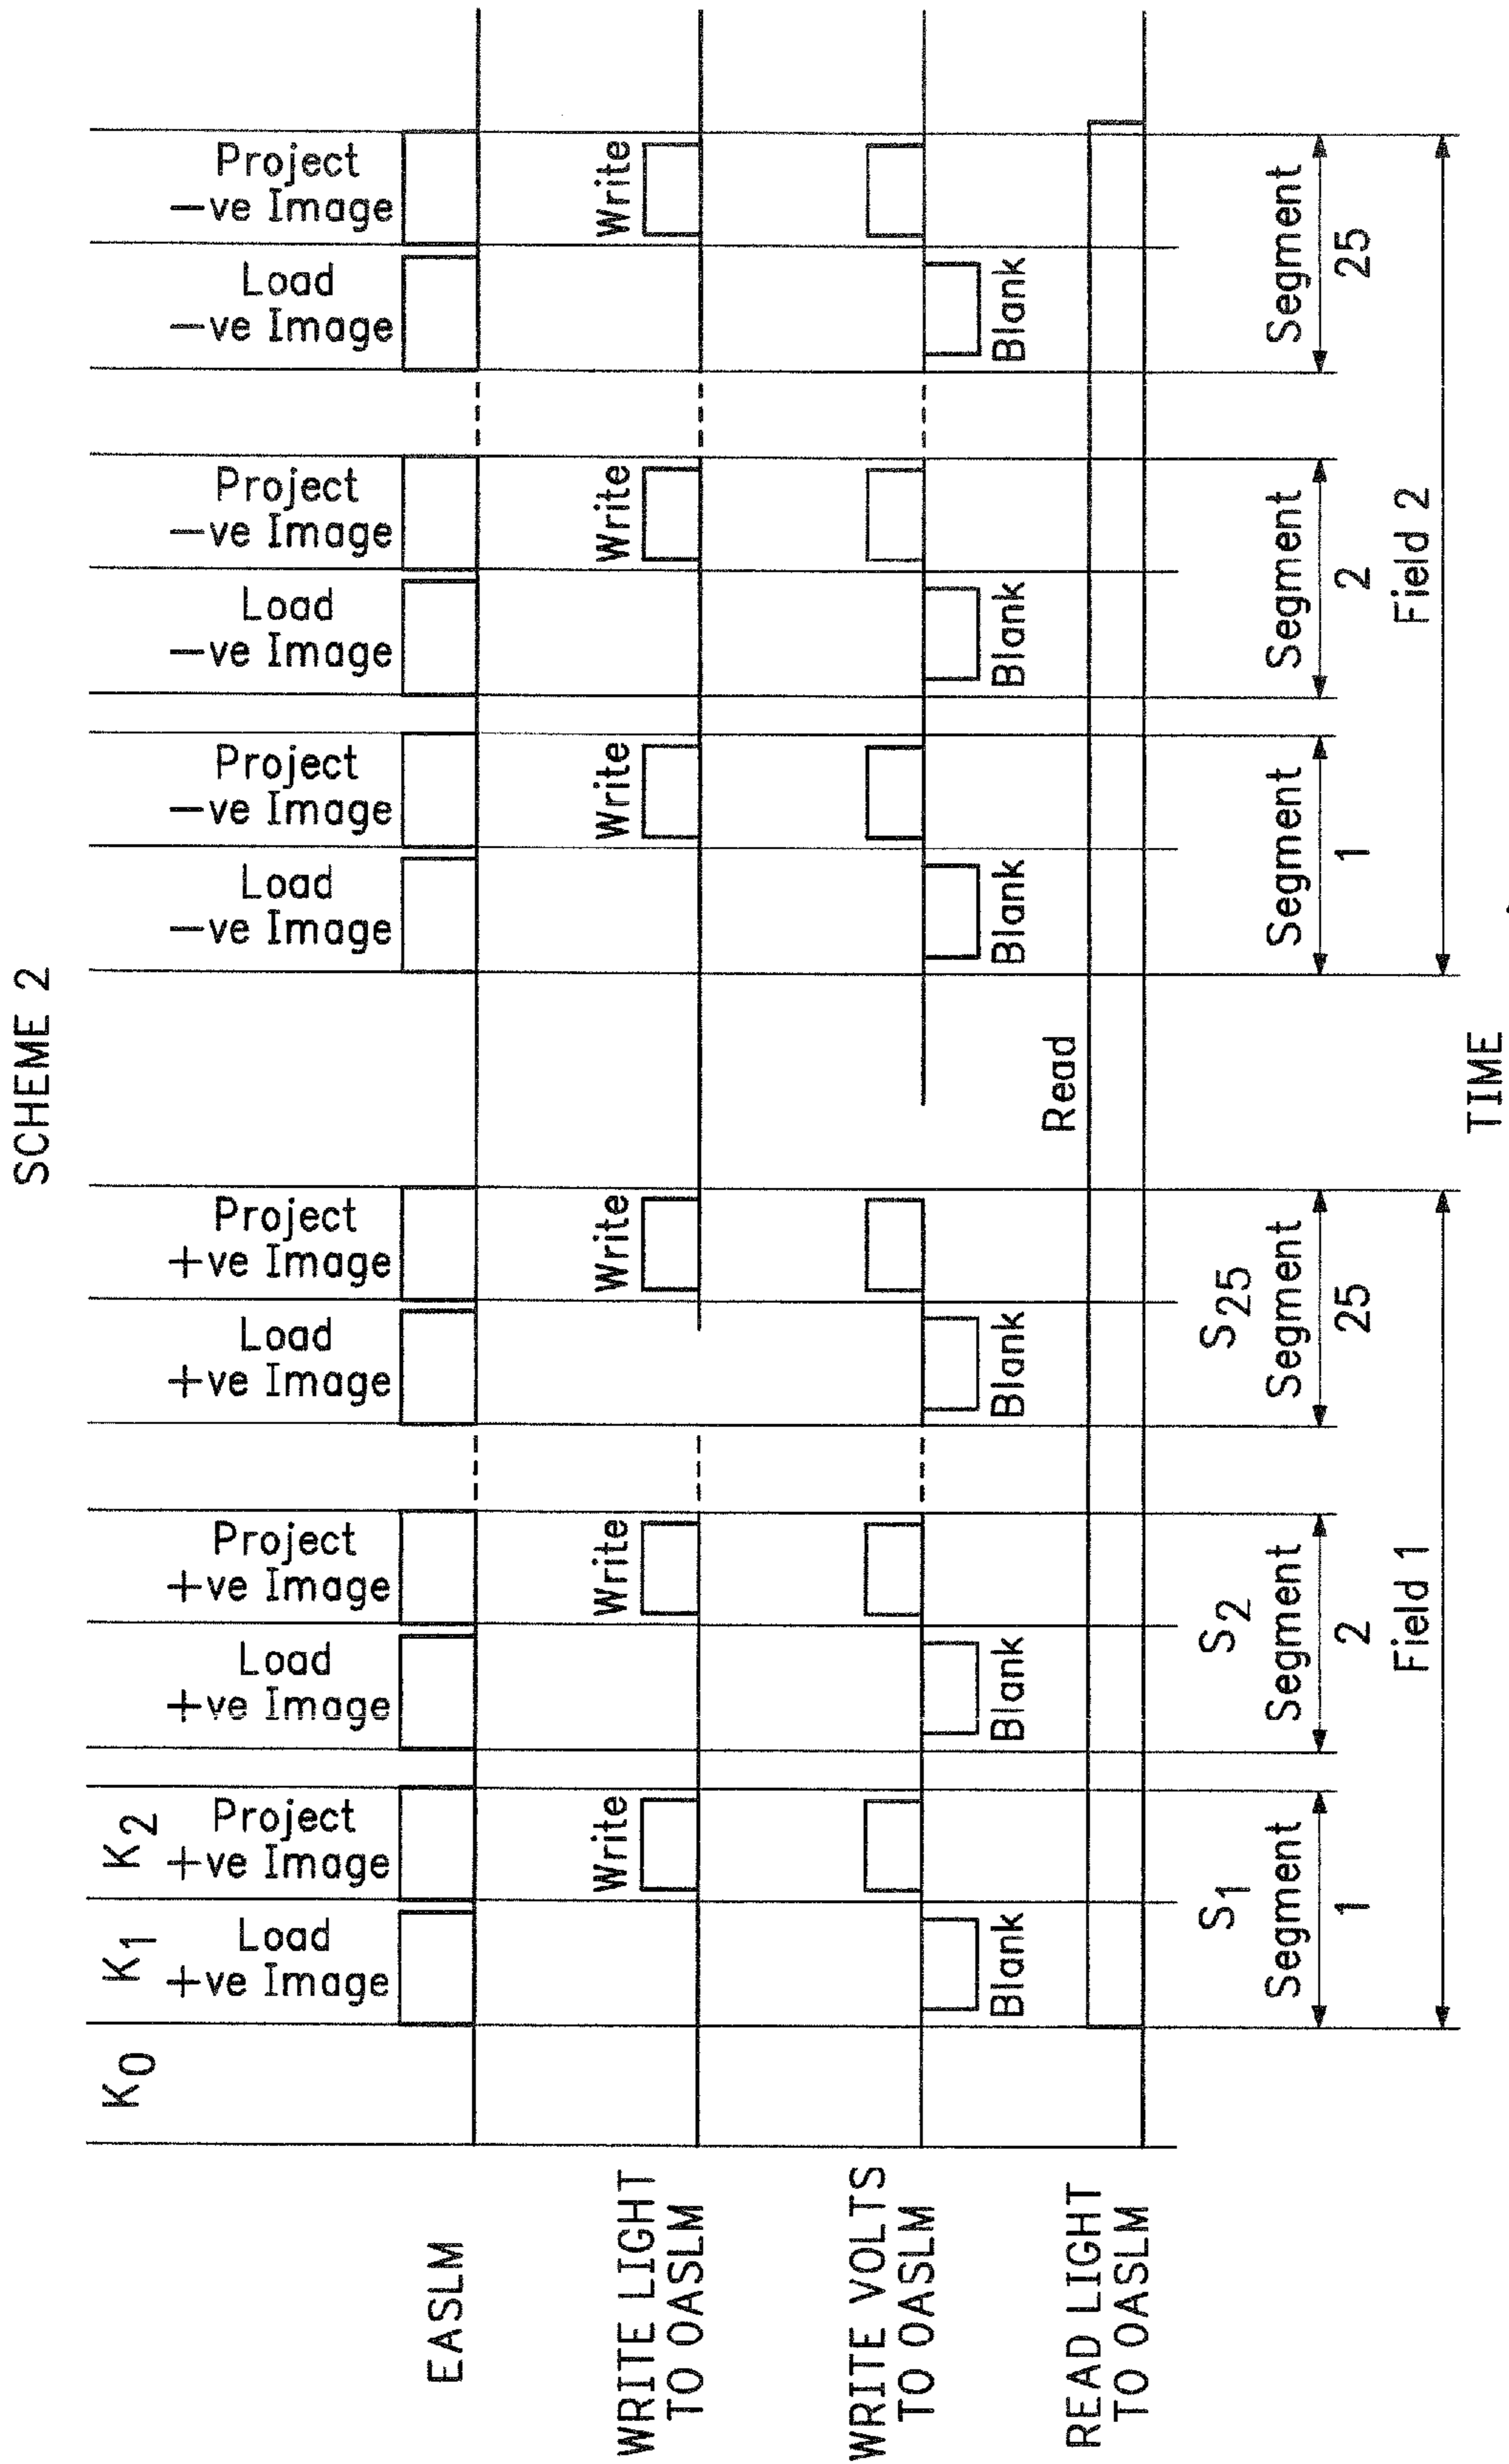 SCHEME 2
K0
K1
K2
Load
+ve Image
Project
+ve Image
Load
+ve Image
Project
+ve Image
Load
+ve Image
Project
+ve Image
Load
−ve Image
Project
−ve Image
Load
−ve Image
Project
−ve Image
Load
−ve Image
Project
−ve Image
EASLM
WRITE LIGHT
TO OASLM
Write
Write
Write
Write
Write
Write
WRITE VOLTS
TO OASLM
Blank
Blank
Blank
Blank
Blank
Blank
READ LIGHT
TO OASLM
Read
S1
Segment
1
S2
Segment
2
S25
Segment
25
Segment
1
Segment
2
Segment
25
Field 1
Field 2
TIME